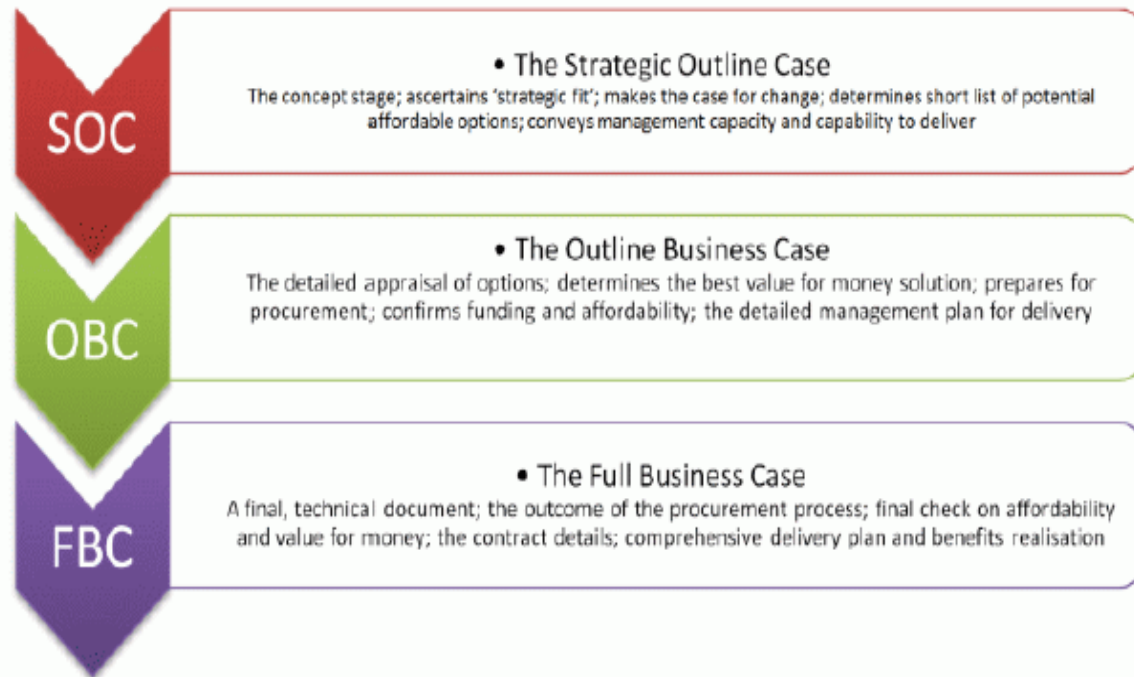 SOC
• The Strategic Outline Case
The concept stage; ascertains 'strategic fit'; makes the case for change; determines short list of potential
affordable options; conveys management capacity and capability to deliver
OBC
• The Outline Business Case
The detailed appraisal of options; determines the best value for money solution; prepares for
procurement; confirms funding and affordability; the detailed management plan for delivery
FBC
• The Full Business Case
A final, technical document; the outcome of the procurement process; final check on affordability
and value for money; the contract details; comprehensive delivery plan and benefits realisation